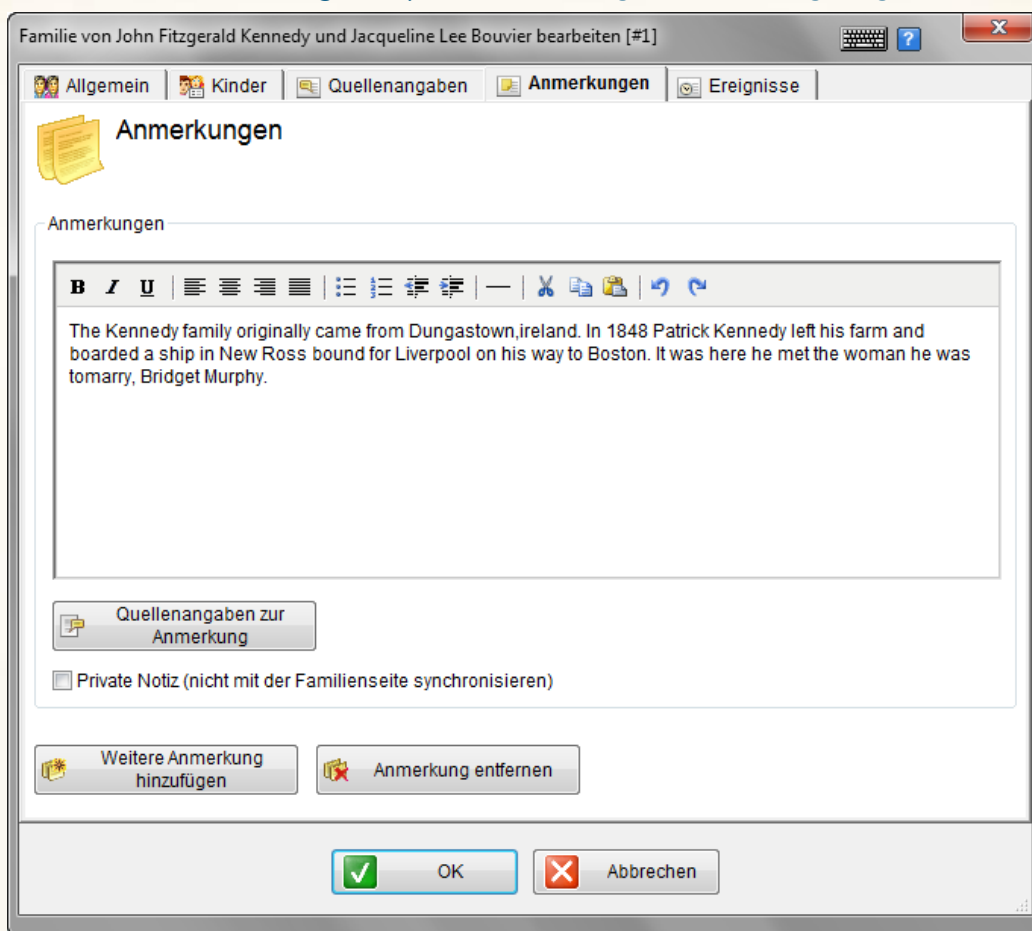 Familie von John Fitzgerald Kennedy und Jacqueline Lee Bouvier bearbeiten [#1]
?
Allgemein
Kinder
Quellenangaben
Anmerkungen
Ereignisse
Anmerkungen
Anmerkungen
B I U
The Kennedy family originally came from Dungastown,ireland. In 1848 Patrick Kennedy left his farm and
boarded a ship in New Ross bound for Liverpool on his way to Boston. It was here he met the woman he was
tomarry, Bridget Murphy.
Quellenangaben zur
Anmerkung
Private Notiz (nicht mit der Familienseite synchronisieren)
Weitere Anmerkung
hinzufügen
Anmerkung entfernen
OK
Abbrechen